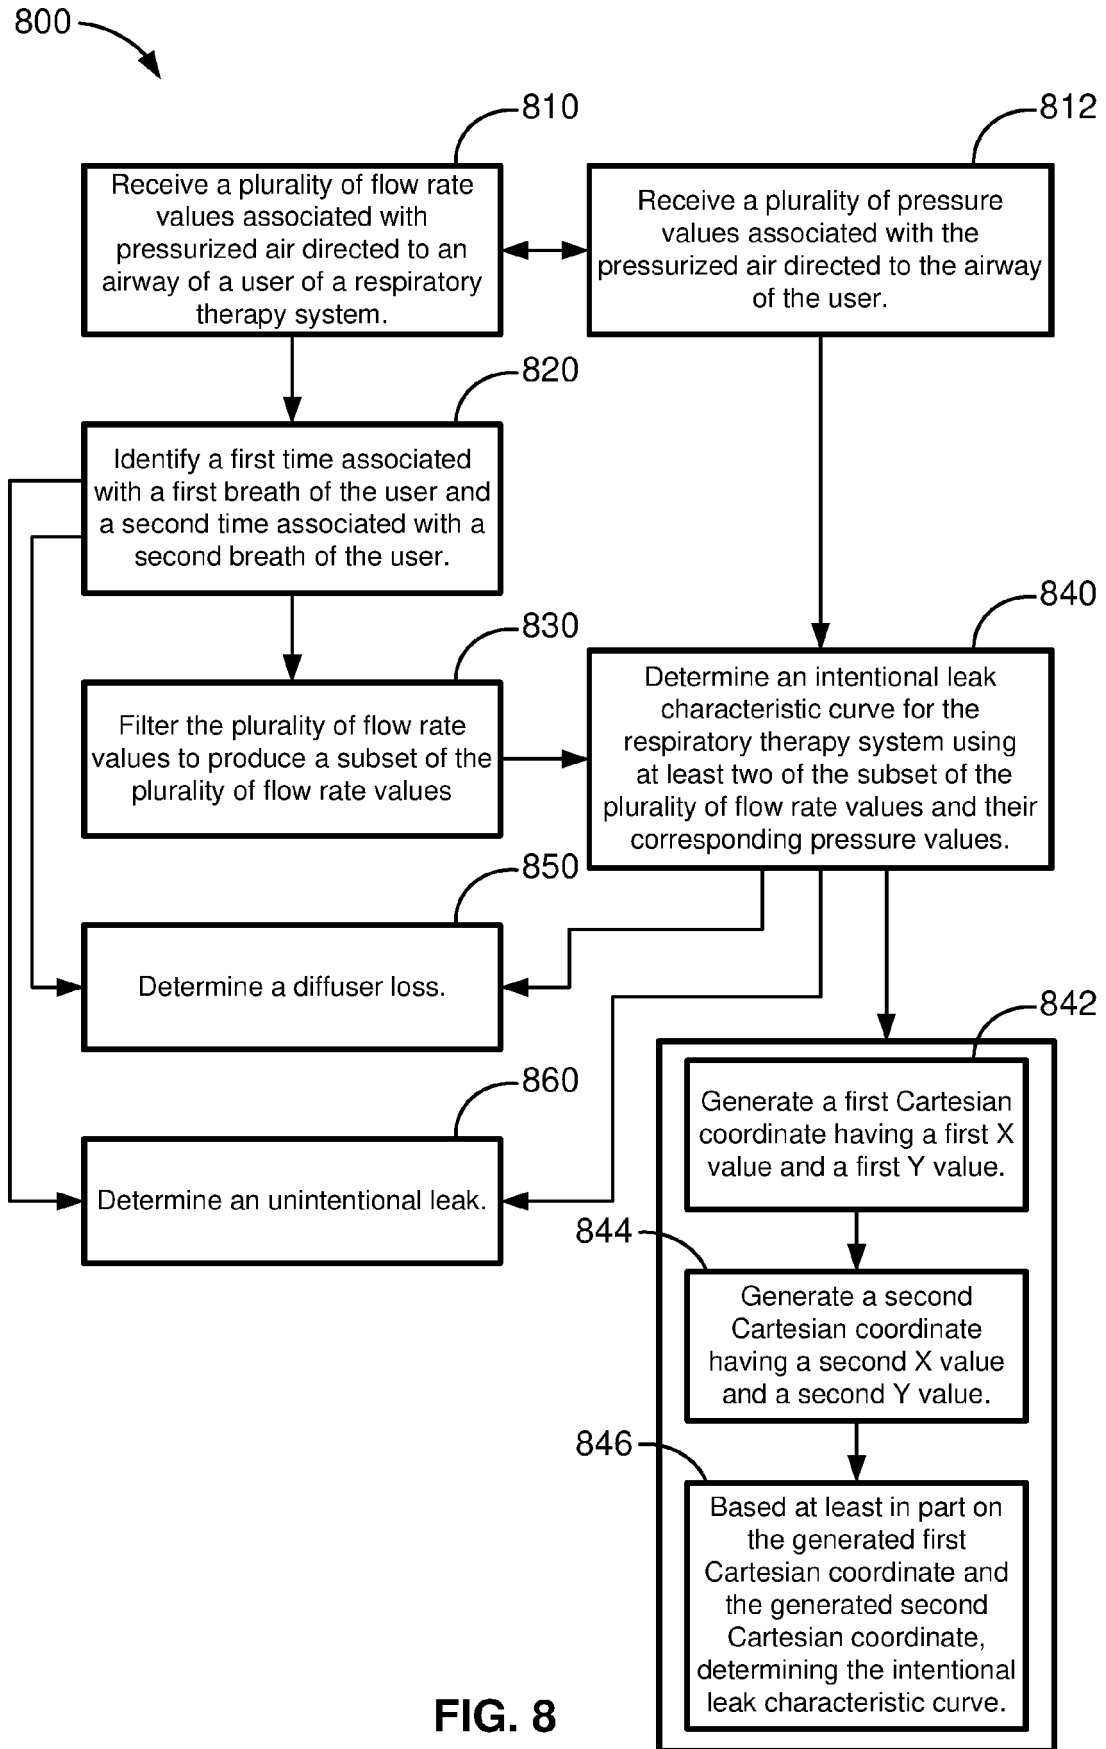 800
810
Receive a plurality of flow rate
values associated with
pressurized air directed to an
airway of a user of a respiratory
therapy system.
812
Receive a plurality of pressure
values associated with the
pressurized air directed to the airway
of the user.
820
Identify a first time associated
with a first breath of the user and
a second time associated with a
second breath of the user.
830
Filter the plurality of flow rate
values to produce a subset of the
plurality of flow rate values
840
Determine an intentional leak
characteristic curve for the
respiratory therapy system using
at least two of the subset of the
plurality of flow rate values and their
corresponding pressure values.
850
Determine a diffuser loss.
860
Determine an unintentional leak.
842
Generate a first Cartesian
coordinate having a first X
value and a first Y value.
844
Generate a second
Cartesian coordinate
having a second X value
and a second Y value.
846
Based at least in part on
the generated first
Cartesian coordinate and
the generated second
Cartesian coordinate,
determining the intentional
leak characteristic curve.
FIG. 8